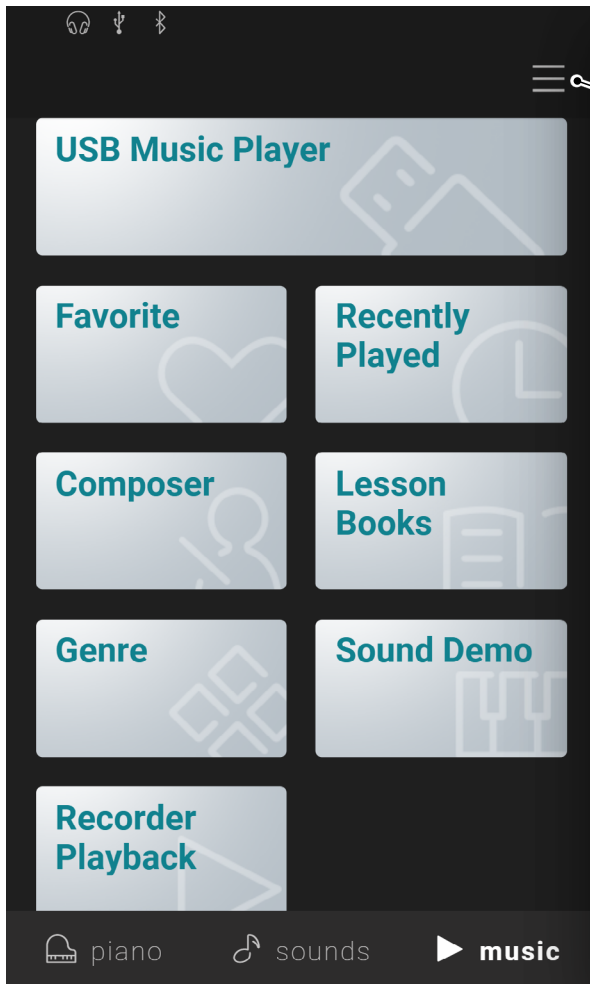 USB Music Player
Favorite
Recently
Played
Composer
Lesson
Books
Genre
Sound Demo
Recorder
Playback
piano
sounds
music